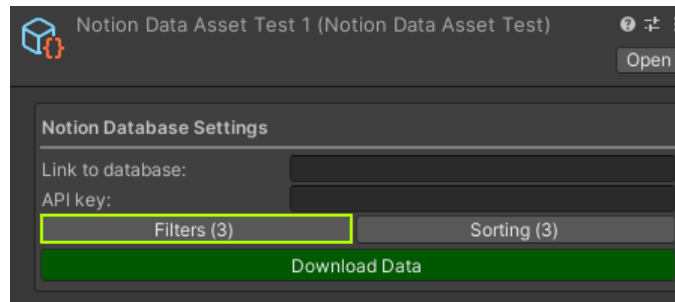 Notion Data Asset Test 1 (Notion Data Asset Test)
Open
Notion Database Settings
Link to database:
API key:
Filters (3) Sorting (3)
Download Data